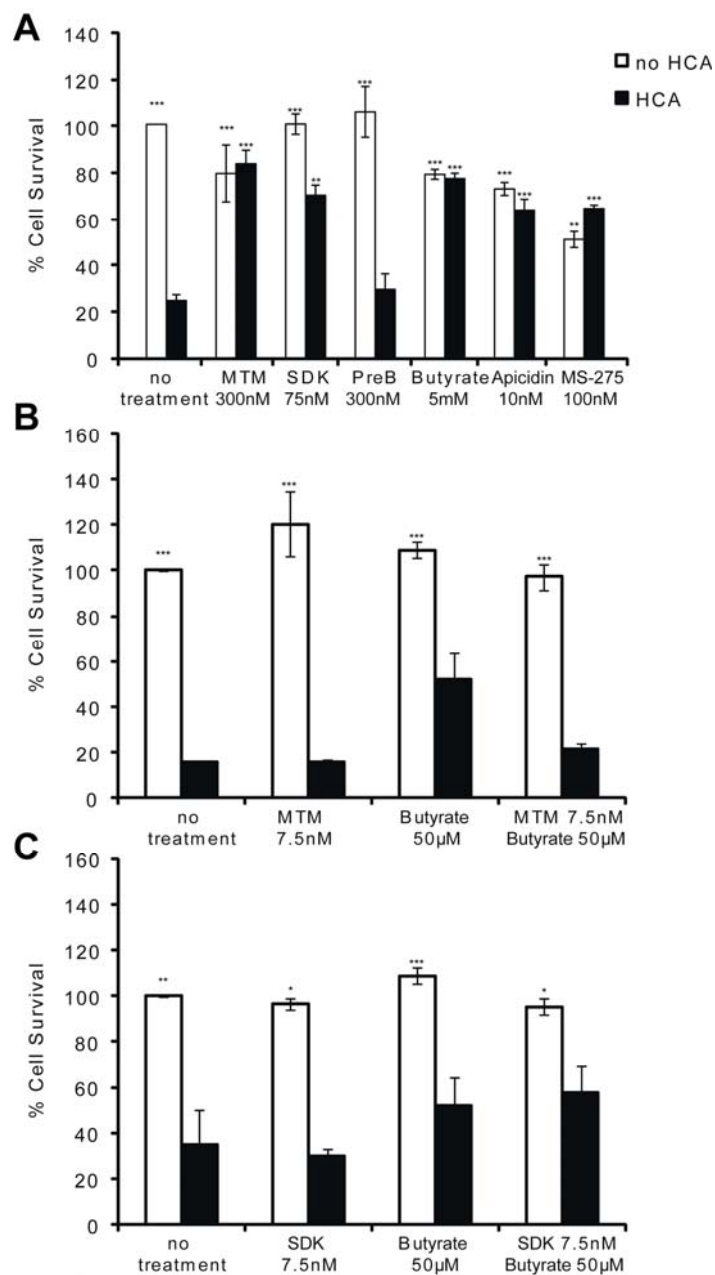 A
140
120
100
80
60
40
20
0
% Cell Survival
no HCA
HCA
***
*** ***
*** **
***
*** ***
*** ***
** ***
no treatment
MTM 300nM
SDK 75nM
PreB 300nM
Butyrate 5mM
Apicidin 10nM
MS-275 100nM
B
160
140
120
100
80
60
40
20
0
% Cell Survival
***
***
***
***
no treatment
MTM 7.5nM
Butyrate 50µM
MTM 7.5nM
Butyrate 50µM
C
160
140
120
100
80
60
40
20
0
% Cell Survival
**
*
***
*
no treatment
SDK 7.5nM
Butyrate 50µM
SDK 7.5nM
Butyrate 50µM